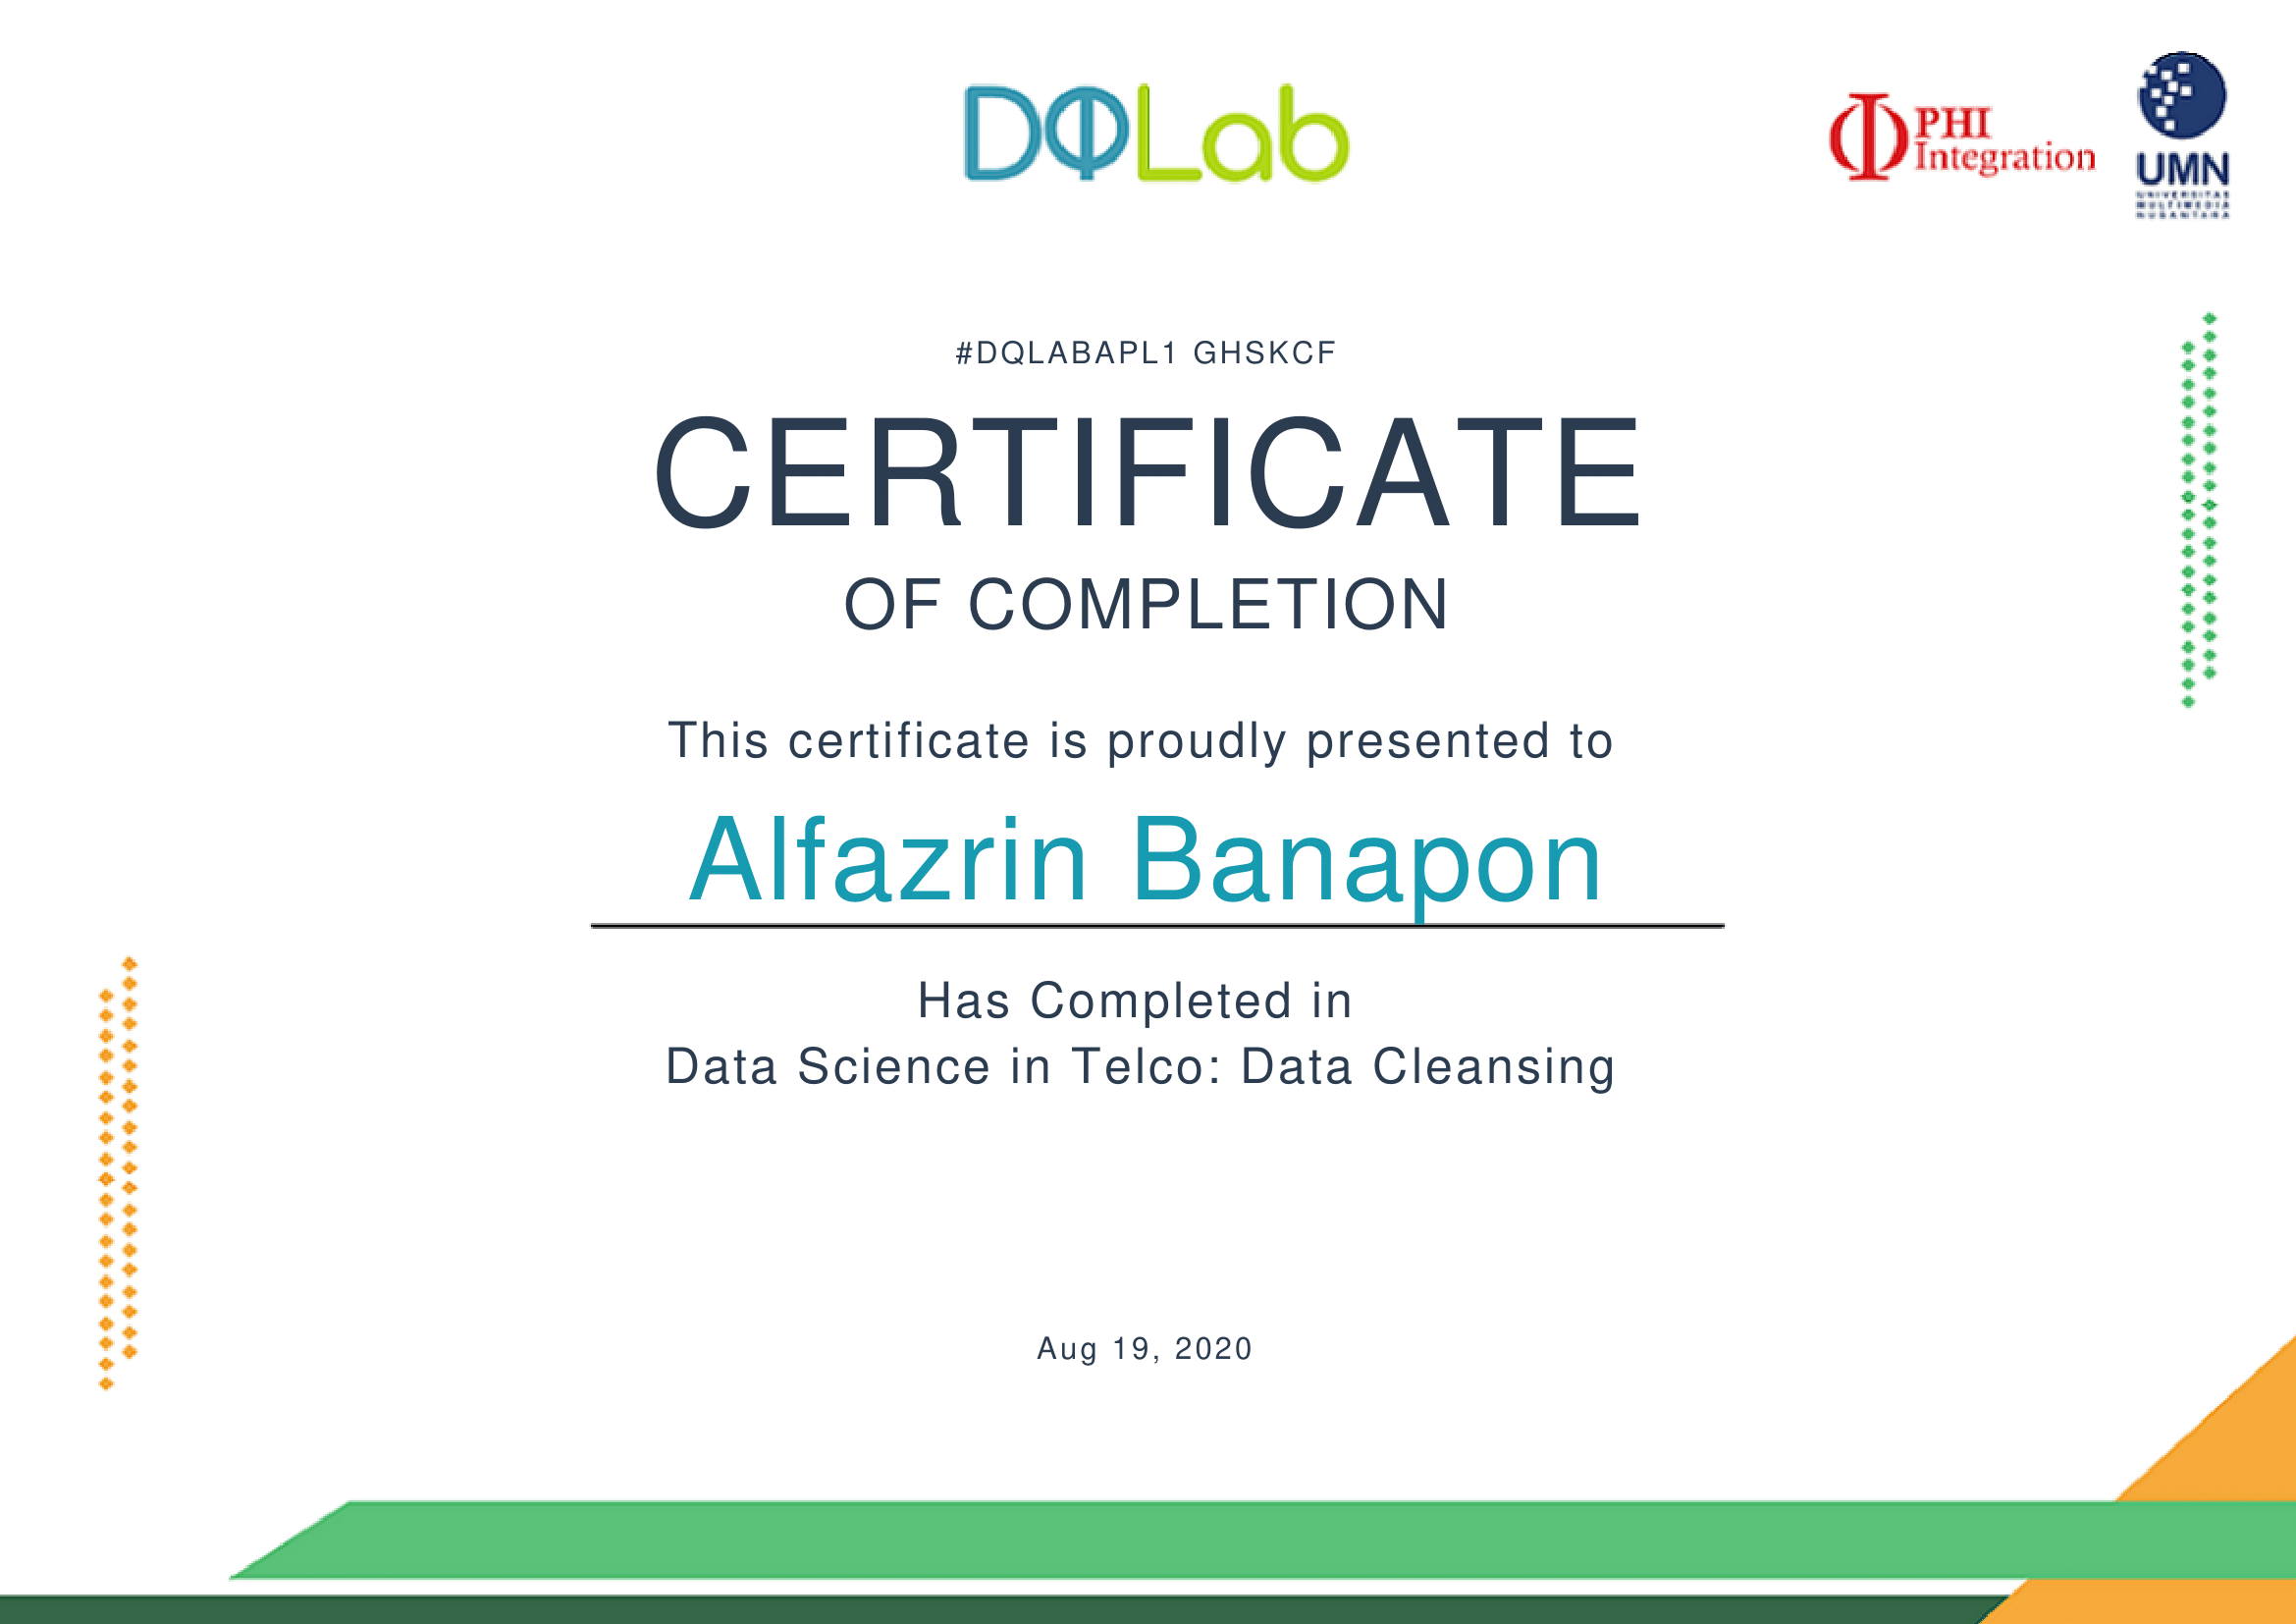 DQLab
PHI
Integration
UMN
UNIVERSITAS
MULTIMEDIA
NUSANTARA
#DQLABAPL1 GHSKCF
CERTIFICATE
OF COMPLETION
This certificate is proudly presented to
Alfazrin Banapon
Has Completed in
Data Science in Telco: Data Cleansing
Aug 19, 2020